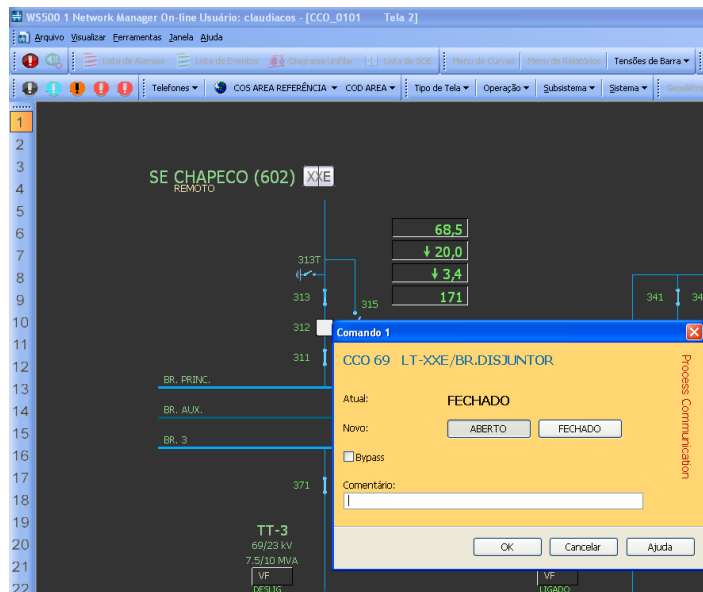 WS500 1 Network Manager On-line Usuário: claudiacos - [CCO_0101 Tela 2]
Arquivo Visualizar Ferramentas Janela Ajuda
Lista de Alarmes Lista de Eventos Diagrama Unifilar Lista de SOE Menu de Curvas Menu de Relatórios Tensões de Barra
Telefones COS AREA REFERÊNCIA COD AREA Tipo de Tela Operação Subsistema Sistema
1
2
3
SE CHAPECO (602) XXE
4
REMOTO
5
6
68,5
7
313T
20,0
8
3,4
9
313
315
171
341
34
10
312
11
12
311
13
BR. PRINC.
14
BR. AUX.
15
BR. 3
16
17
371
18
19
TT-3
20
69/23 kV
21
7.5/10 MVA
VF
VF
22
DESLIG
LIGADO
Comando 1
CCO 69 LT-XXE/BR.DISJUNTOR
Atual: FECHADO
Novo: ABERTO FECHADO
Bypass
Comentário:
OK Cancelar Ajuda
Process Communication